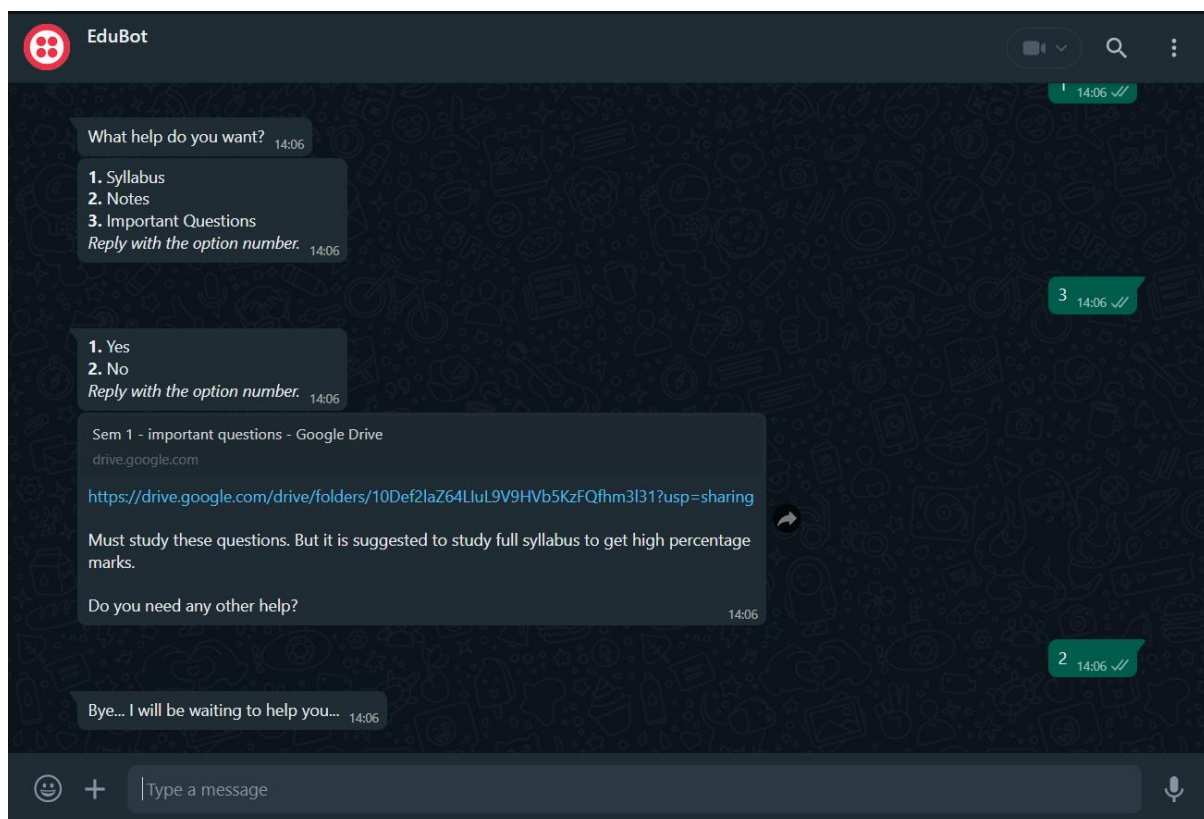 EduBot
1 14:06
What help do you want? 14:06
1. Syllabus
2. Notes
3. Important Questions
Reply with the option number. 14:06
3 14:06
1. Yes
2. No
Reply with the option number. 14:06
Sem 1 - important questions - Google Drive
drive.google.com
https://drive.google.com/drive/folders/10Def2laZ64LIuL9V9HVb5KzFQfhm3l31?usp=sharing
Must study these questions. But it is suggested to study full syllabus to get high percentage
marks.
Do you need any other help?
14:06
2 14:06
Bye... I will be waiting to help you... 14:06
Type a message